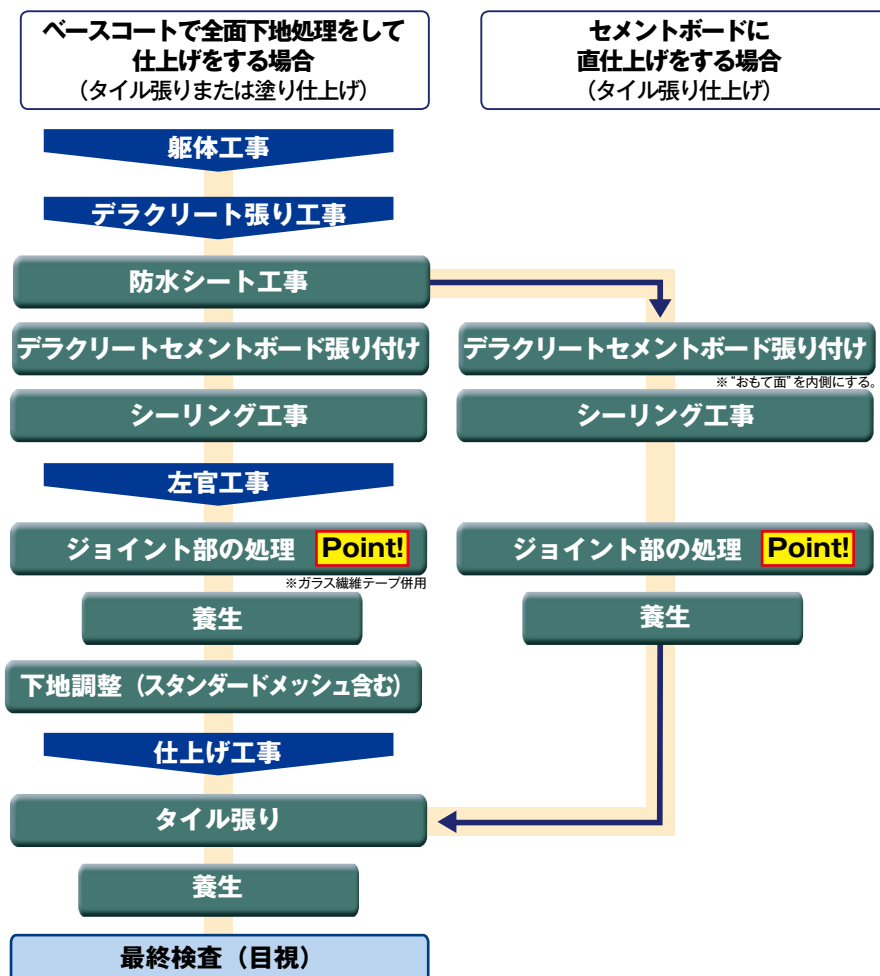 ベースコートで全面下地処理をして
仕上げをする場合
（タイル張りまたは塗り仕上げ）
セメントボードに
直仕上げをする場合
（タイル張り仕上げ）
躯体工事
デラクリート張り工事
防水シート工事
デラクリートセメントボード張り付け
デラクリートセメントボード張り付け
※“おもて面”を内側にする。
シーリング工事
シーリング工事
左官工事
ジョイント部の処理 Point!
※ガラス繊維テープ併用
ジョイント部の処理 Point!
養生
養生
下地調整（スタンダードメッシュ含む）
仕上げ工事
タイル張り
養生
最終検査（目視）